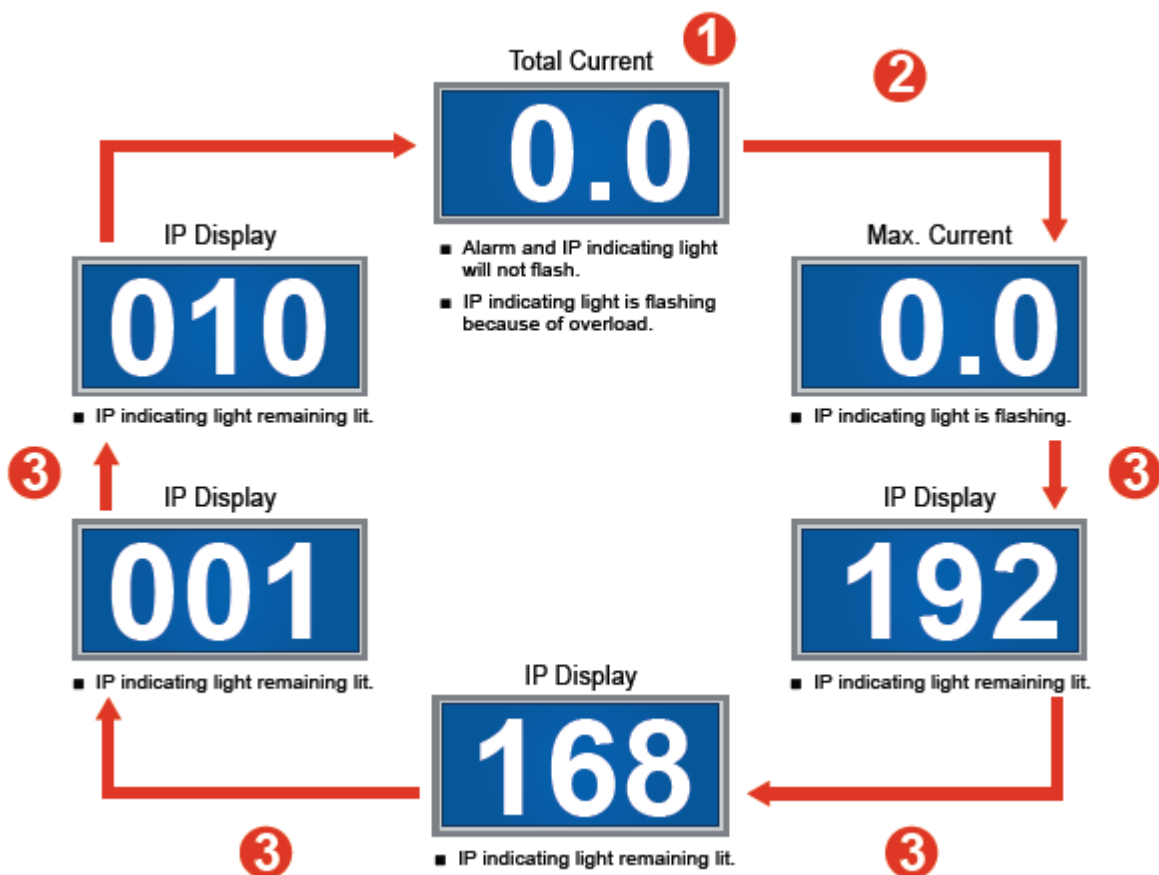 1
Total Current
0.0
■ Alarm and IP indicating light
will not flash.
■ IP indicating light is flashing
because of overload.
2
Max. Current
0.0
■ IP indicating light is flashing.
3
IP Display
192
■ IP indicating light remaining lit.
3
IP Display
168
■ IP indicating light remaining lit.
3
IP Display
001
■ IP indicating light remaining lit.
3
IP Display
010
■ IP indicating light remaining lit.